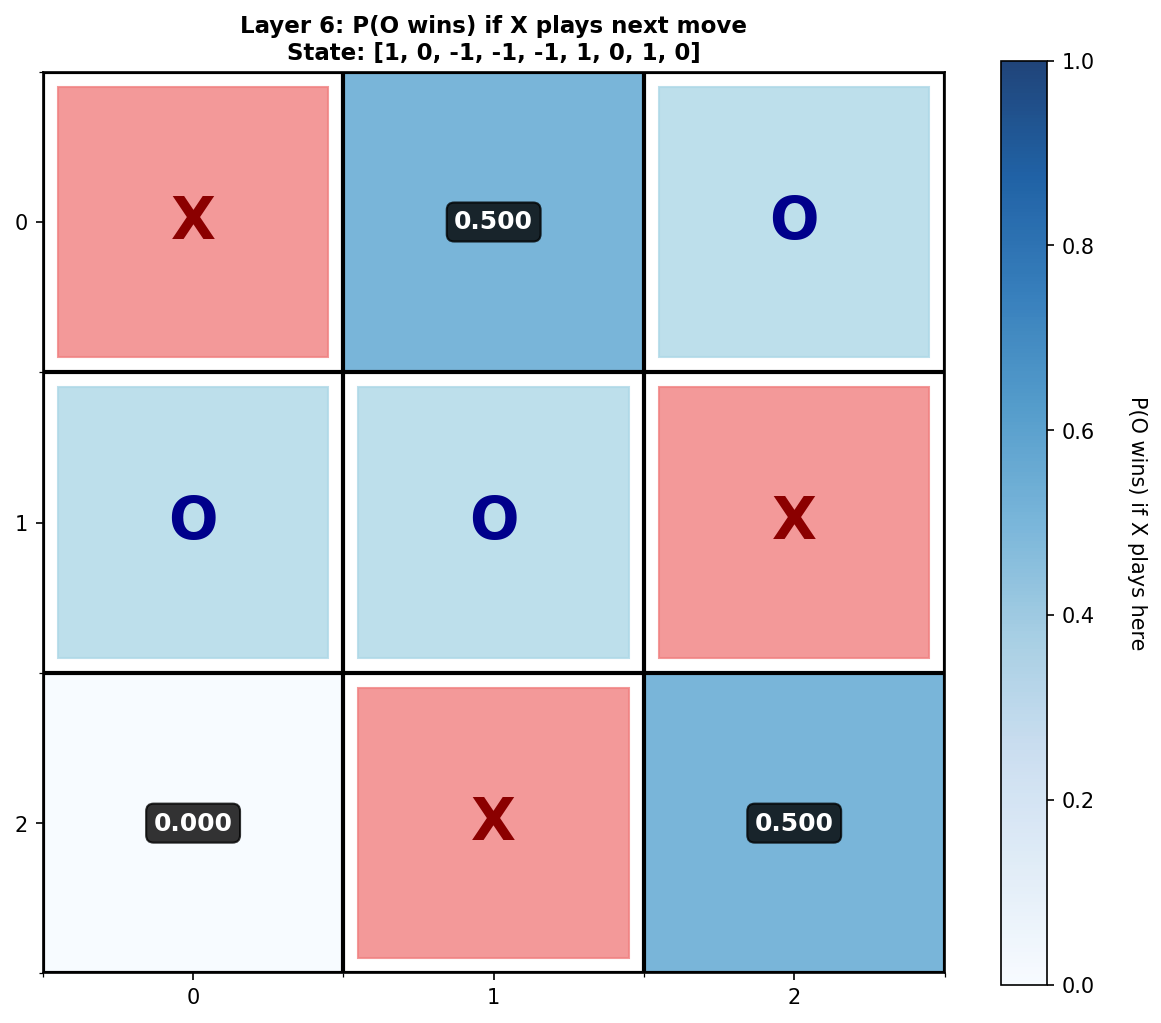 Layer 6: P(O wins) if X plays next move
State: [1, 0, -1, -1, -1, 1, 0, 1, 0]
0
X
0.500
O
1
O
O
X
2
0.000
X
0.500
0
1
2
1.0
0.8
0.6
0.4
0.2
0.0
P(O wins) if X plays here